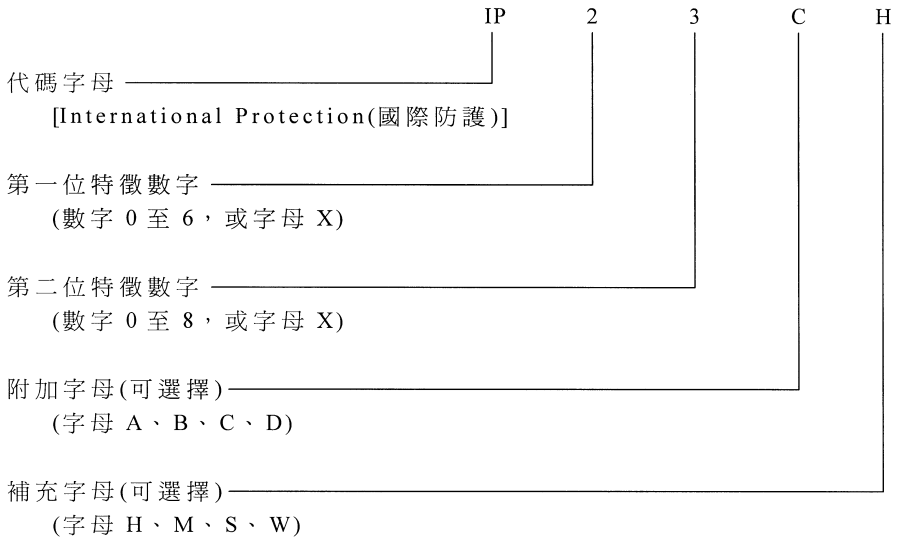 IP 2 3 C H
代碼字母
[International Protection(國際防護)]
第一位特徵數字
(數字 0 至 6，或字母 X)
第二位特徵數字
(數字 0 至 8，或字母 X)
附加字母(可選擇)
(字母 A、B、C、D)
補充字母(可選擇)
(字母 H、M、S、W)